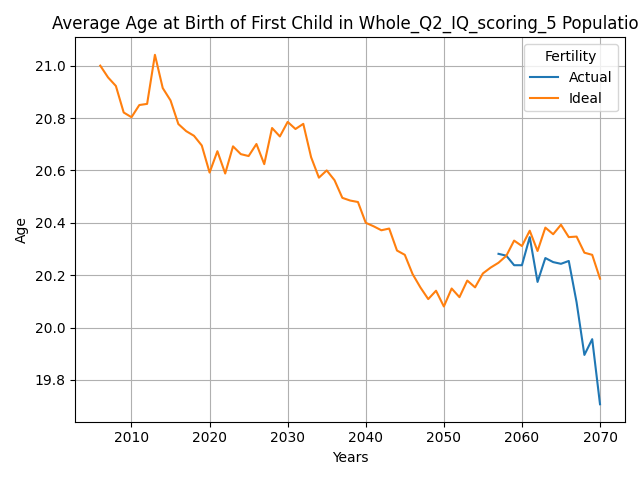 Average Age at Birth of First Child in Whole_Q2_IQ_scoring_5 Populatio
Fertility
Actual
Ideal
21.0
20.8
20.6
20.4
20.2
20.0
19.8
Age
2010 2020 2030 2040 2050 2060 2070
Years